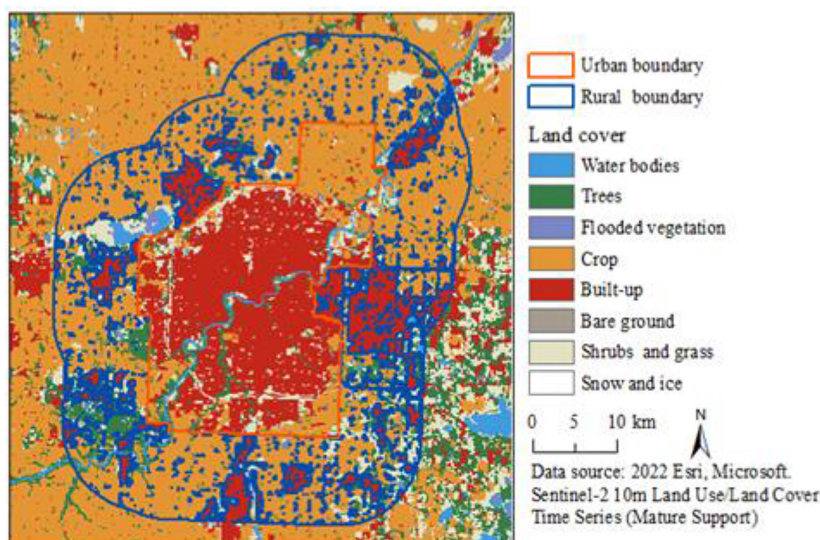 Urban boundary
Rural boundary
Land cover
Water bodies
Trees
Flooded vegetation
Crop
Built-up
Bare ground
Shrubs and grass
Snow and ice
0 5 10 km
N
Data source: 2022 Esri, Microsoft.
Sentinel-2 10m Land Use/Land Cover
Time Series (Mature Support)